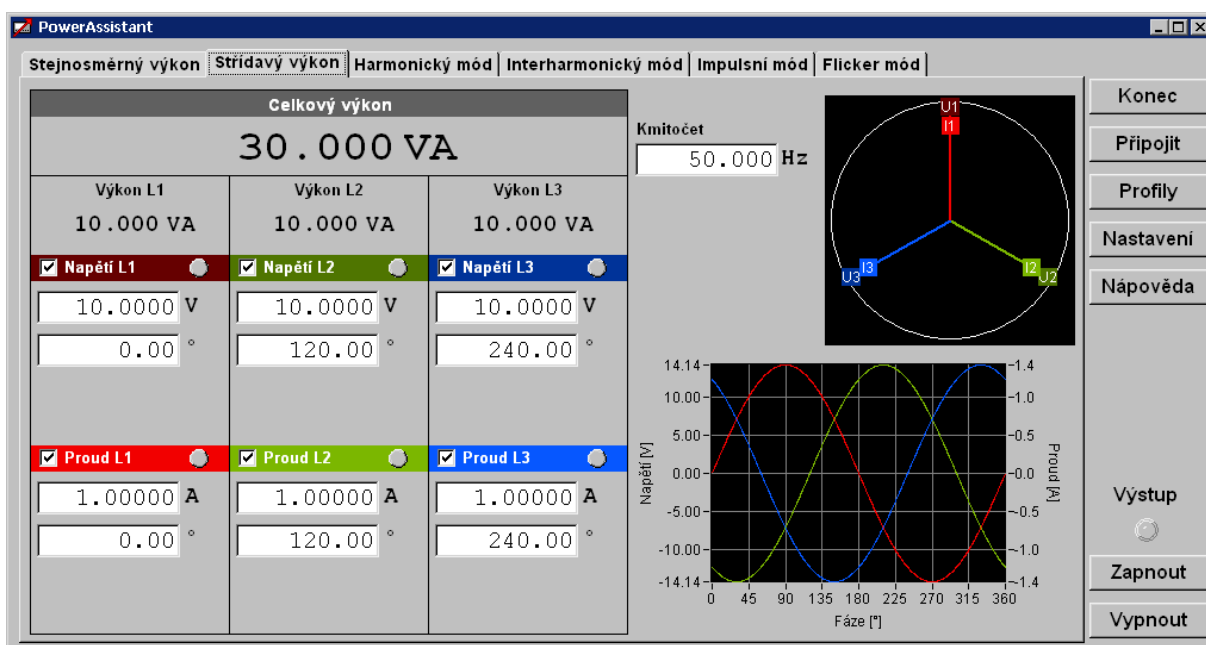 PowerAssistant
Stejnosměrný výkon Střídavý výkon Harmonický mód Interharmonický mód Impulsní mód Flicker mód
Celkový výkon
30.000 VA
Výkon L1 Výkon L2 Výkon L3
10.000 VA 10.000 VA 10.000 VA
Napětí L1 Napětí L2 Napětí L3
10.0000 V 10.0000 V 10.0000 V
0.00 ° 120.00 ° 240.00 °
Proud L1 Proud L2 Proud L3
1.00000 A 1.00000 A 1.00000 A
0.00 ° 120.00 ° 240.00 °
Kmitočet
50.000 Hz
U1
I1
U3 I3 I2 U2
Napětí [V]
14.14
10.00
5.00
0.00
-5.00
-10.00
-14.14
0 45 90 135 180 225 270 315 360
Fáze [°]
1.4
1.0
0.5
0.0
-0.5
-1.0
-1.4
Proud [A]
Konec
Připojit
Profily
Nastavení
Nápověda
Výstup
Zapnout
Vypnout